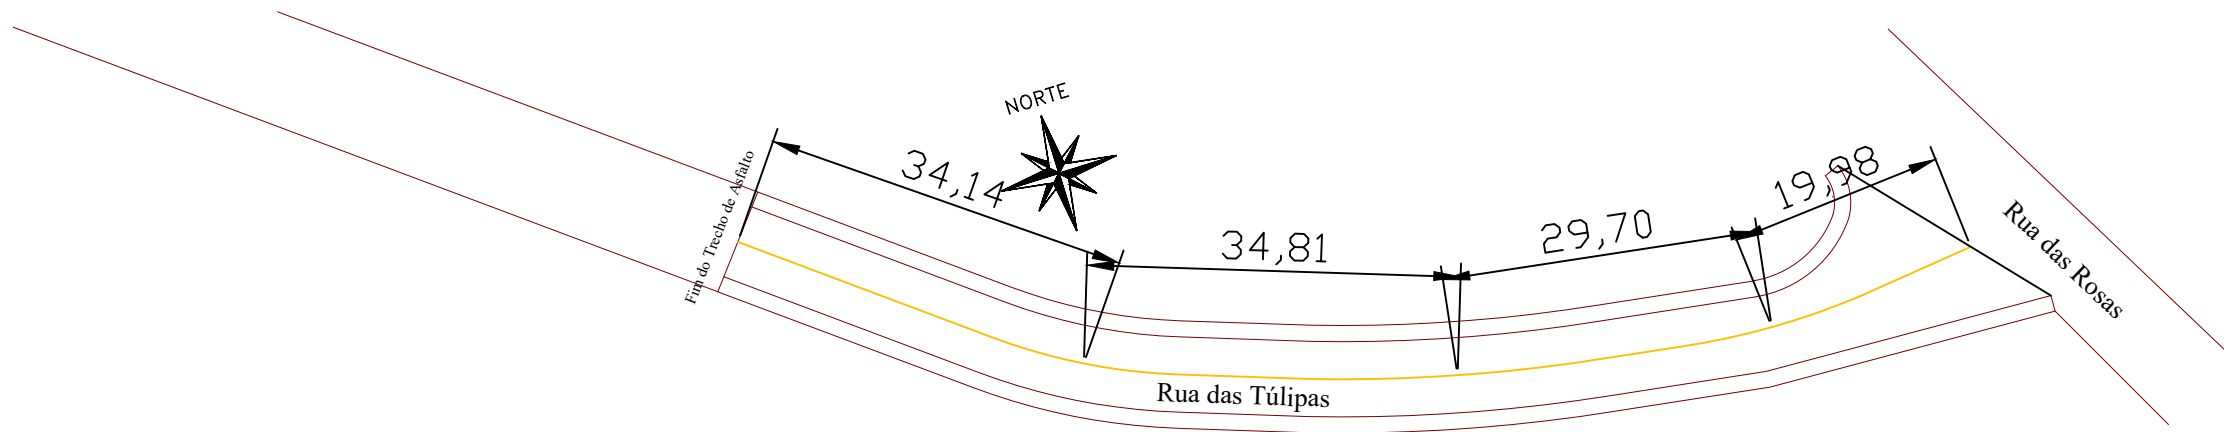 NORTE
Fim do Trecho de Asfalto
34,14
34,81
29,70
19,98
Rua das Rosas
Rua das Túlipas